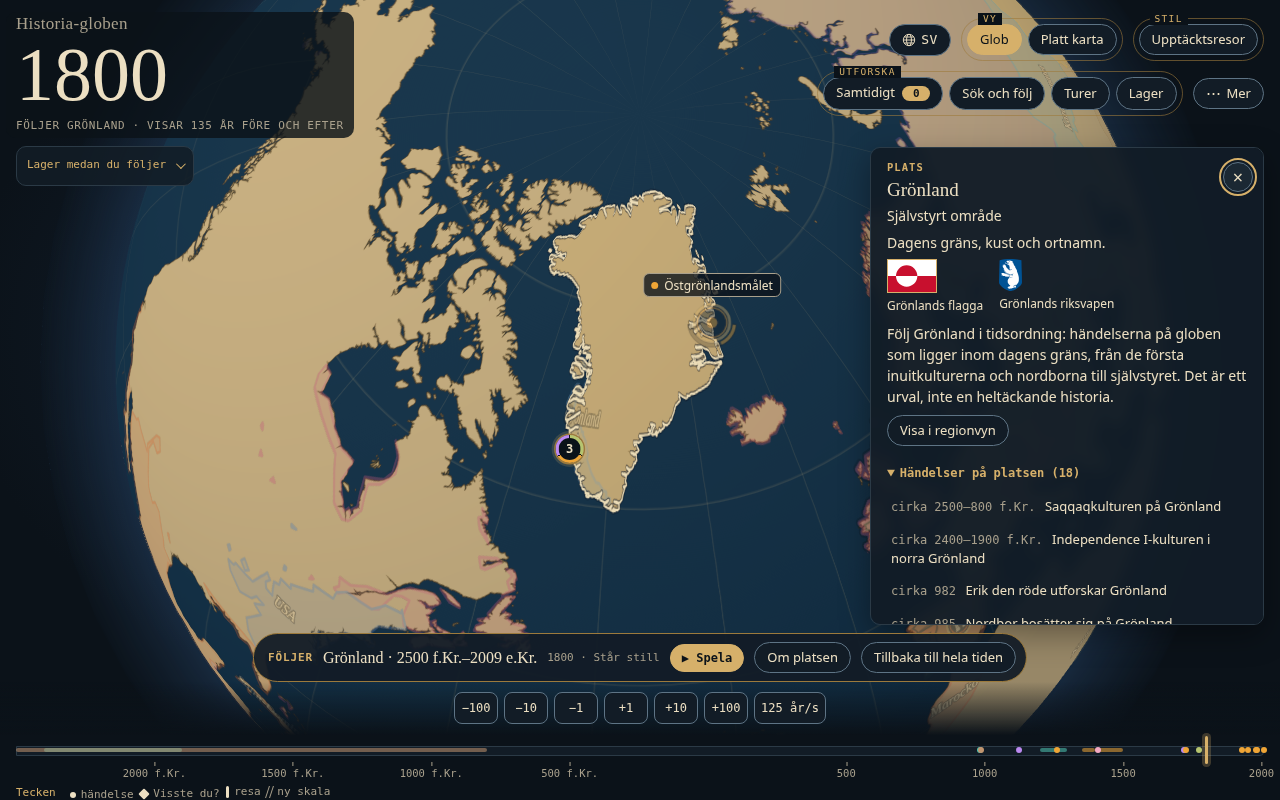 Historia-globen
1800
FÖLJER GRÖNLAND · VISAR 135 ÅR FÖRE OCH EFTER
Lager medan du följer
SV
VY
Glob
Platt karta
STIL
Upptäcktsresor
UTFORSKA
Samtidigt 0
Sök och följ
Turer
Lager
··· Mer
PLATS
Grönland
Självstyrt område
Dagens gräns, kust och ortnamn.
Grönlands flagga
Grönlands riksvapen
Följ Grönland i tidsordning: händelserna på globen
som ligger inom dagens gräns, från de första
inuitkulturerna och nordborna till självstyret. Det är ett
urval, inte en heltäckande historia.
Visa i regionvyn
▼ Händelser på platsen (18)
cirka 2500–800 f.Kr. Saqqaqkulturen på Grönland
cirka 2400–1900 f.Kr. Independence I-kulturen i
norra Grönland
cirka 982 Erik den röde utforskar Grönland
cirka 985 Nordbor bosätter sig på Grönland
Östgrönlandsmålet
3
USA
FÖLJER Grönland · 2500 f.Kr.–2009 e.Kr. 1800 · Står still ▶ Spela Om platsen Tillbaka till hela tiden
−100 −10 −1 +1 +10 +100 125 år/s
2000 f.Kr. 1500 f.Kr. 1000 f.Kr. 500 f.Kr. 500 1000 1500 2000
Tecken händelse Visste du? resa // ny skala